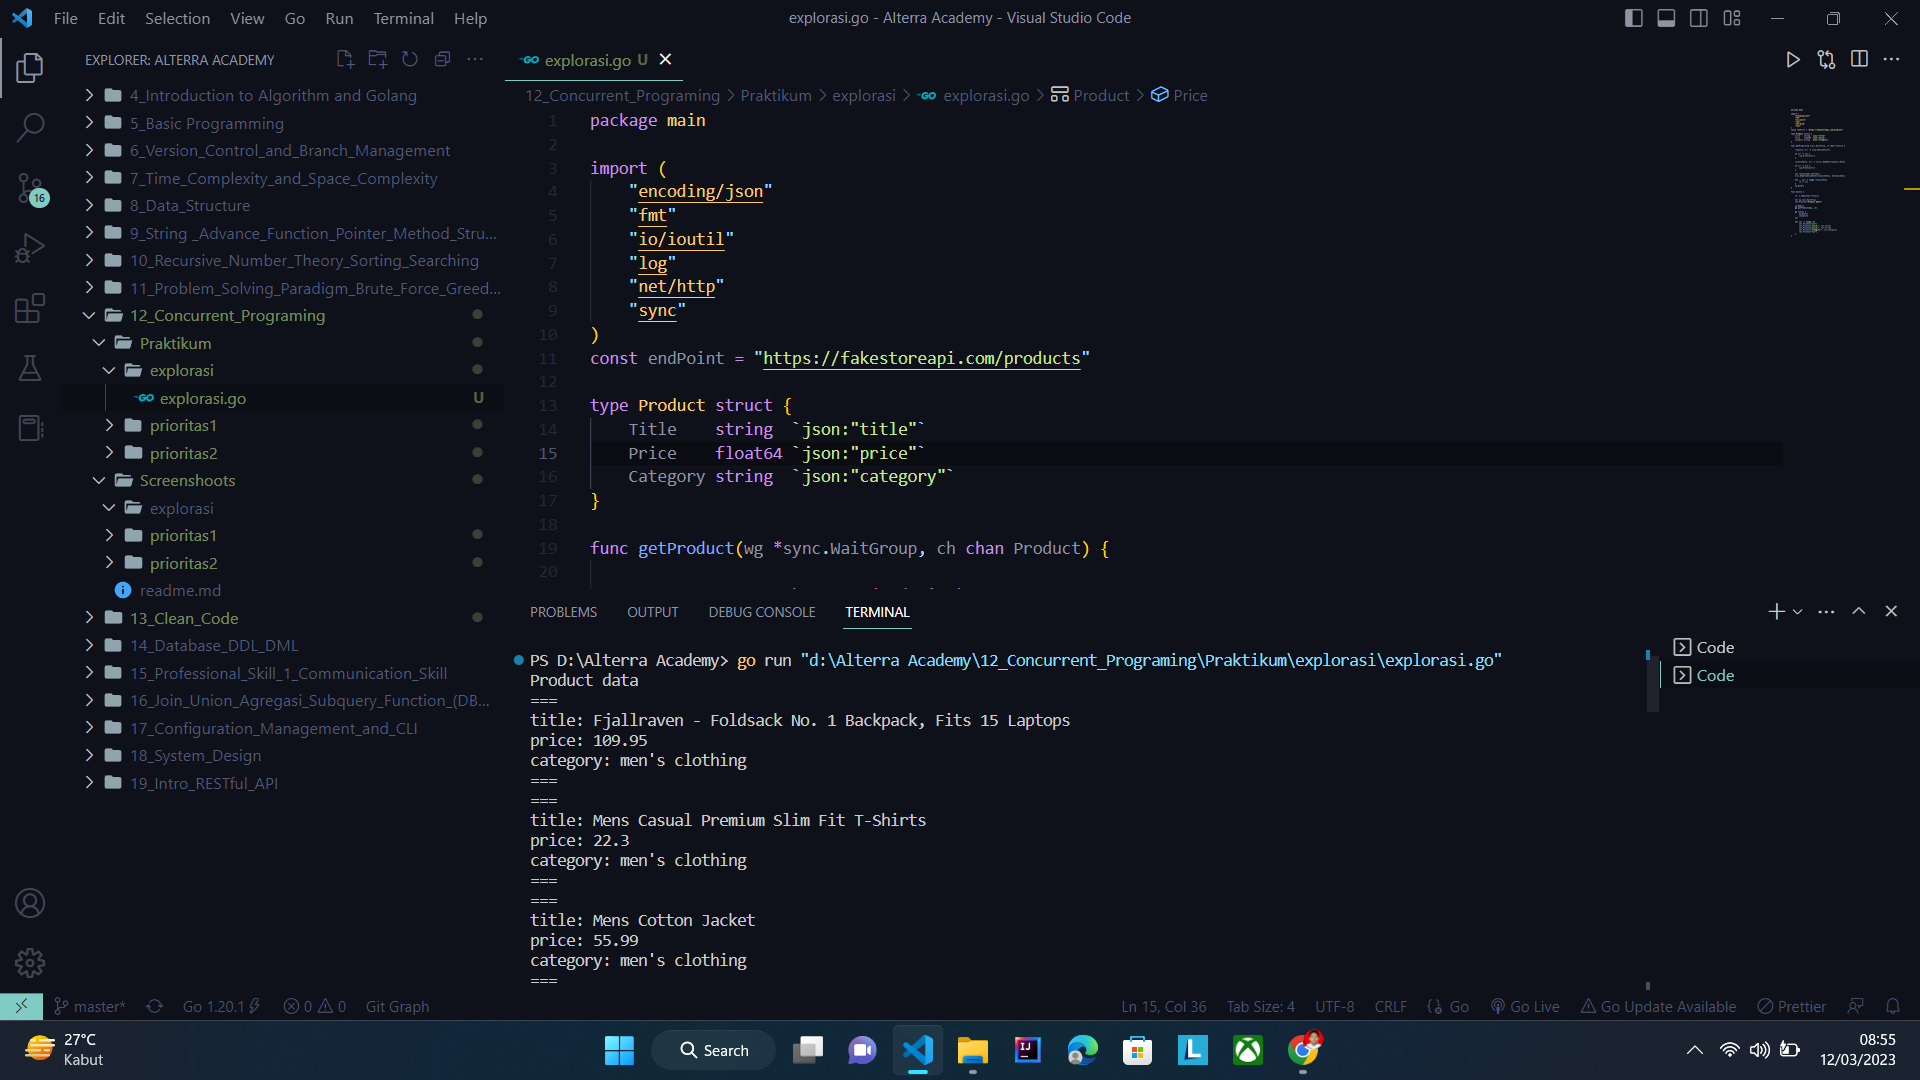 File Edit Selection View Go Run Terminal Help
explorasi.go - Alterra Academy - Visual Studio Code
EXPLORER: ALTERRA ACADEMY
4_Introduction to Algorithm and Golang
5_Basic Programming
6_Version_Control_and_Branch_Management
7_Time_Complexity_and_Space_Complexity
8_Data_Structure
9_String _Advance_Function_Pointer_Method_Stru...
10_Recursive_Number_Theory_Sorting_Searching
11_Problem_Solving_Paradigm_Brute_Force_Greed...
12_Concurrent_Programing
Praktikum
explorasi
GO explorasi.go U
prioritas1
prioritas2
Screenshoots
explorasi
prioritas1
prioritas2
readme.md
13_Clean_Code
14_Database_DDL_DML
15_Professional_Skill_1_Communication_Skill
16_Join_Union_Agregasi_Subquery_Function_(DB...
17_Configuration_Management_and_CLI
18_System_Design
19_Intro_RESTful_API
16
GO explorasi.go U
12_Concurrent_Programing > Praktikum > explorasi > GO explorasi.go > Product > Price
1 package main
2
3 import (
4 "encoding/json"
5 "fmt"
6 "io/ioutil"
7 "log"
8 "net/http"
9 "sync"
10 )
11 const endPoint = "https://fakestoreapi.com/products"
12
13 type Product struct {
14 Title string `json:"title"`
15 Price float64 `json:"price"`
16 Category string `json:"category"`
17 }
18
19 func getProduct(wg *sync.WaitGroup, ch chan Product) {
20
PROBLEMS OUTPUT DEBUG CONSOLE TERMINAL
PS D:\Alterra Academy> go run "d:\Alterra Academy\12_Concurrent_Programing\Praktikum\explorasi\explorasi.go"
Product data
===
title: Fjallraven - Foldsack No. 1 Backpack, Fits 15 Laptops
price: 109.95
category: men's clothing
===
===
title: Mens Casual Premium Slim Fit T-Shirts
price: 22.3
category: men's clothing
===
===
title: Mens Cotton Jacket
price: 55.99
category: men's clothing
===
Code
Code
master* Go 1.20.1 0 0 Git Graph
Ln 15, Col 36 Tab Size: 4 UTF-8 CRLF {} Go Go Live Go Update Available Prettier
27°C
Kabut
Search
IJ
L
08:55
12/03/2023